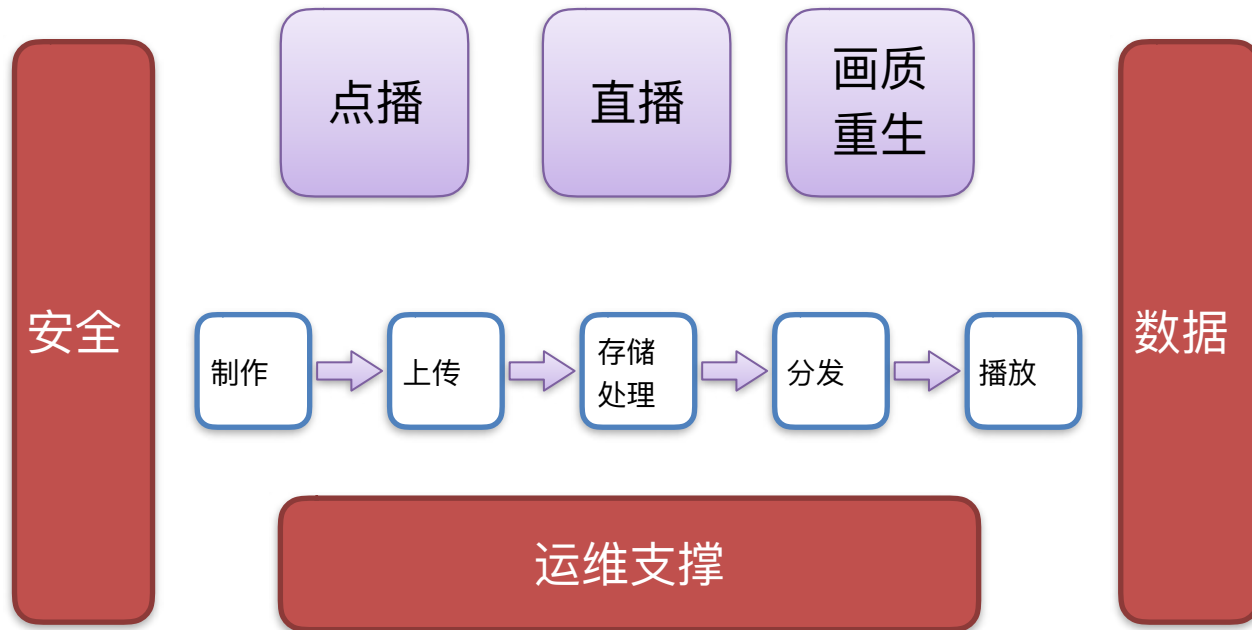 点播
直播
画质
重生
安全
数据
制作
上传
存储
处理
分发
播放
运维支撑